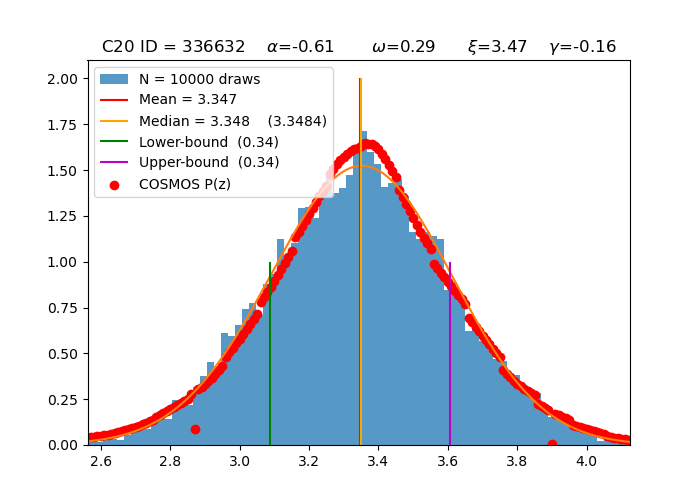 C20 ID = 336632 α=-0.61 ω=0.29 ξ=3.47 γ=-0.16
N = 10000 draws
Mean = 3.347
Median = 3.348 (3.3484)
Lower-bound (0.34)
Upper-bound (0.34)
COSMOS P(z)
2.00
1.75
1.50
1.25
1.00
0.75
0.50
0.25
0.00
2.6 2.8 3.0 3.2 3.4 3.6 3.8 4.0